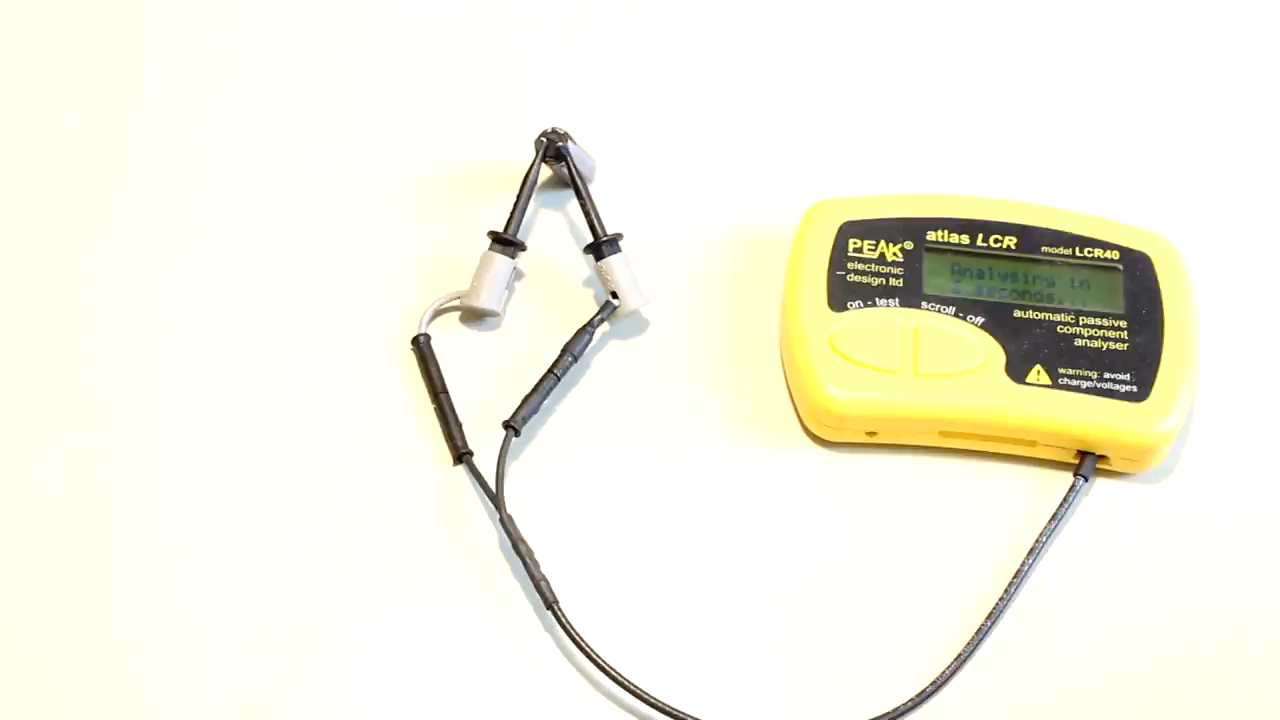 PEAK®
electronic
design ltd
atlas LCR
model LCR40
Analysing in
seconds...
on - test
scroll - off
automatic passive
component
analyser
warning: avoid
charge/voltages